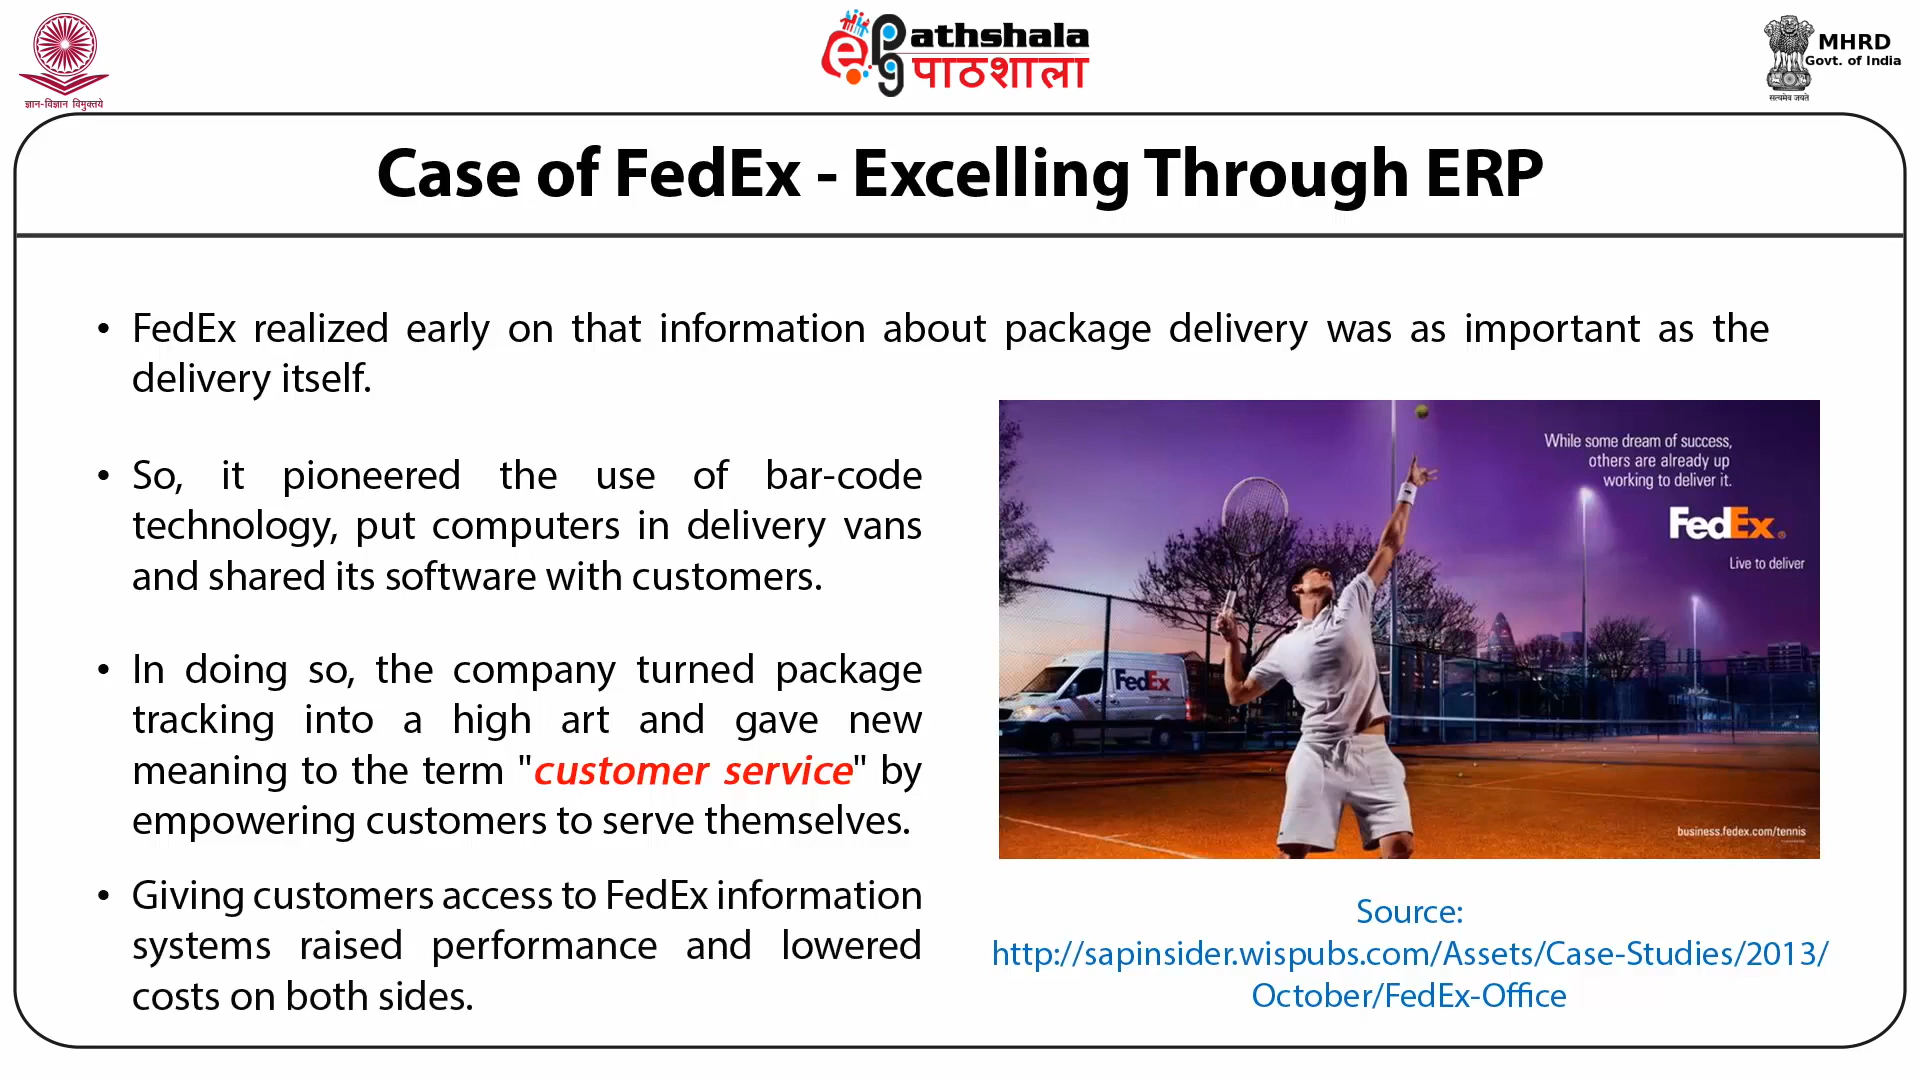 ज्ञान-विज्ञान विमुक्तये
ePathshala
पाठशाला
MHRD
Govt. of India
सत्यमेव जयते
Case of FedEx - Excelling Through ERP
• FedEx realized early on that information about package delivery was as important as the
delivery itself.
• So, it pioneered the use of bar-code
technology, put computers in delivery vans
and shared its software with customers.
• In doing so, the company turned package
tracking into a high art and gave new
meaning to the term "customer service" by
empowering customers to serve themselves.
• Giving customers access to FedEx information
systems raised performance and lowered
costs on both sides.
While some dream of success,
others are already up
working to deliver it.
FedEx®
Live to deliver
FedEx
business.fedex.com/tennis
Source:
http://sapinsider.wispubs.com/Assets/Case-Studies/2013/
October/FedEx-Office